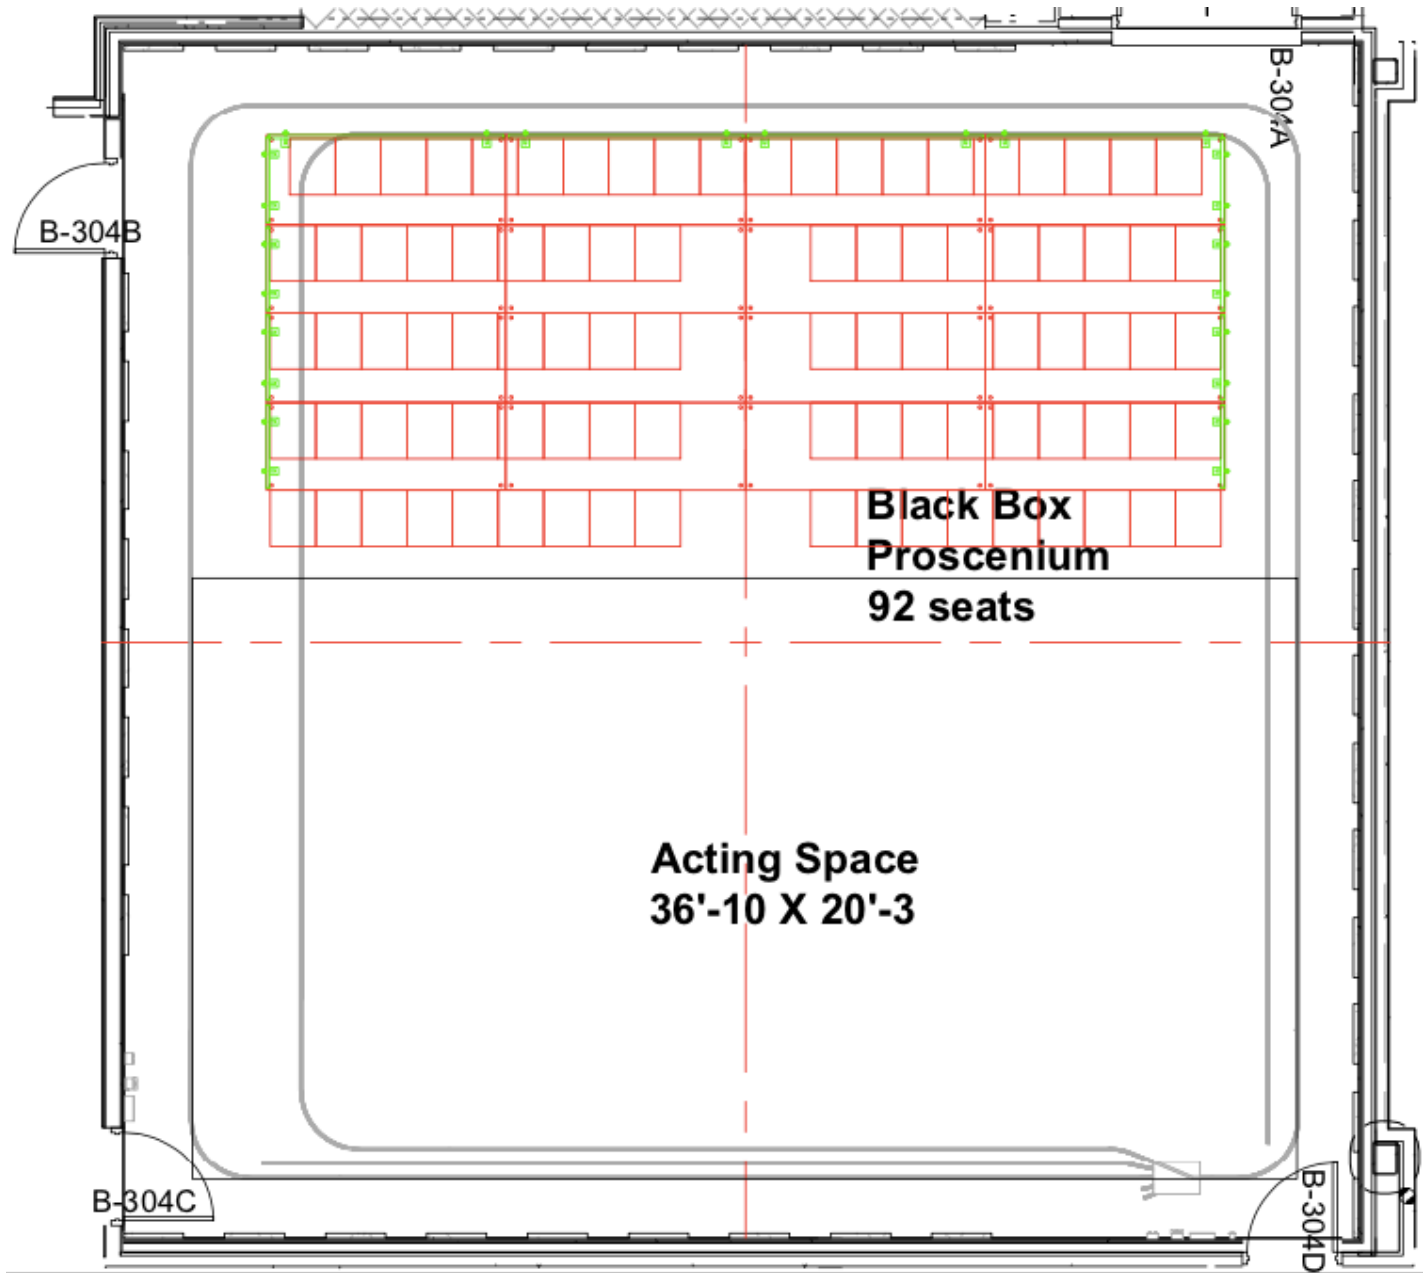 B-304A
B-304B
Black Box
Proscenium
92 seats
Acting Space
36'-10 X 20'-3
B-304C
B-304D